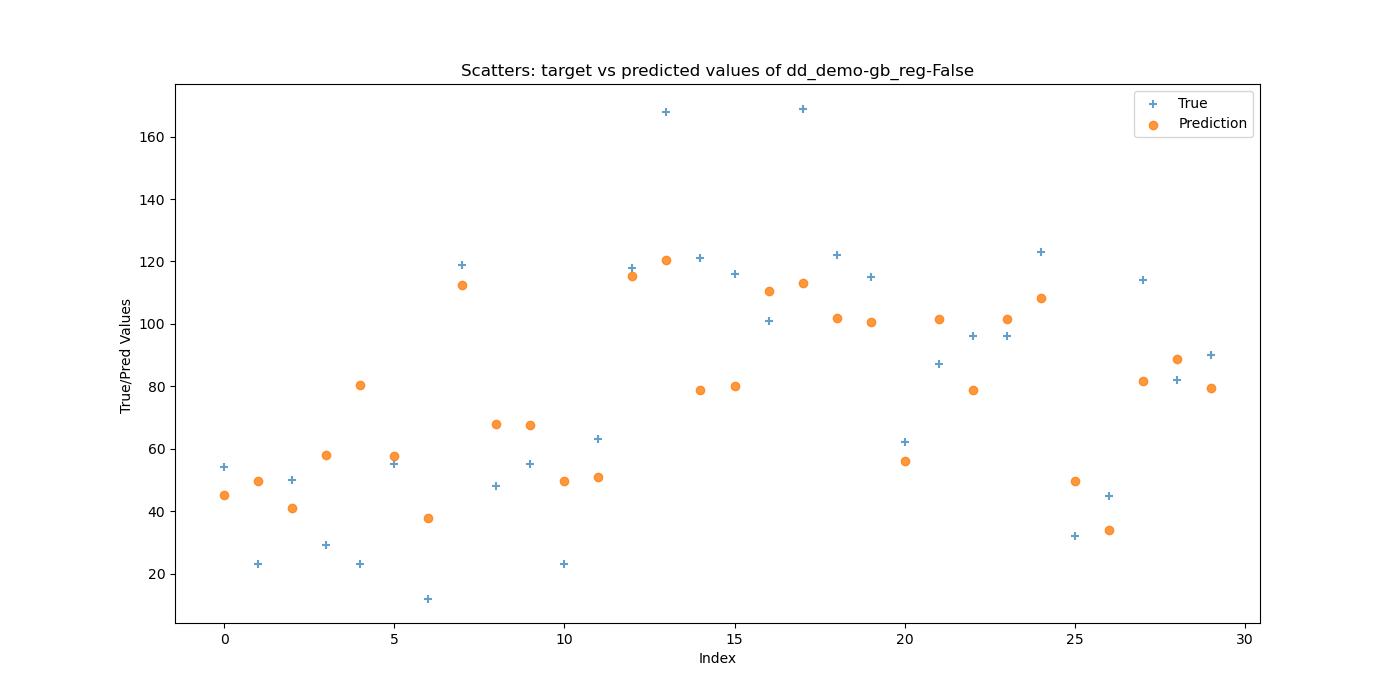 Scatters: target vs predicted values of dd_demo-gb_reg-False
True
Prediction
160
140
120
100
80
60
40
20
True/Pred Values
0 5 10 15 20 25 30
Index